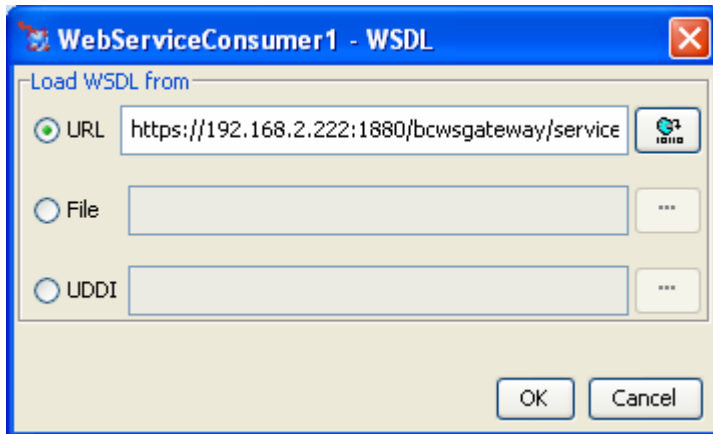 WebServiceConsumer1 - WSDL
Load WSDL from
URL https://192.168.2.222:1880/bcwsgateway/service
File ...
UDDI ...
OK Cancel